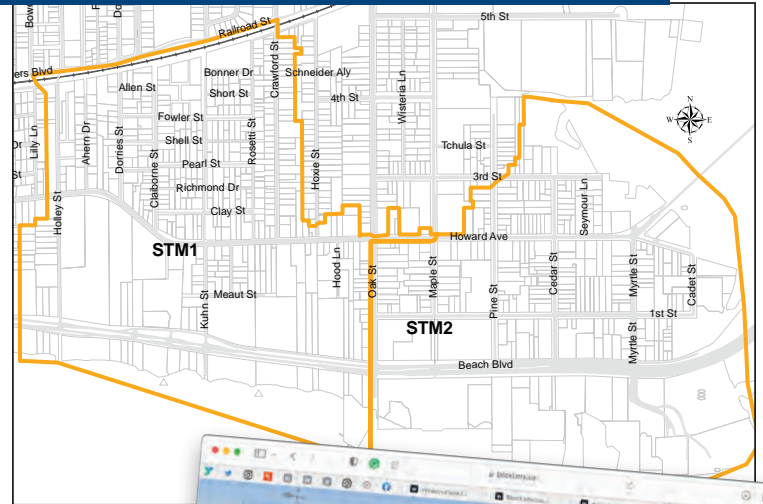 5th St
Railroad St
Crawford St
ers Blvd
Bonner Dr
Schneider Aly
Allen St
Short St
4th St
Wisteria Ln
Fowler St
Lilly Ln
Ahern Dr
Dorries St
Claiborne St
Shell St
Rosetti St
Hoxie St
Tchula St
Pearl St
3rd St
Richmond Dr
Seymour Ln
Holley St
Clay St
STM1
Howard Ave
Hood Ln
Oak St
Maple St
Pine St
Cedar St
Myrtle St
Cadet St
Kuhn St
Meaut St
STM2
1st St
Myrtle St
Beach Blvd
N
W
E
S